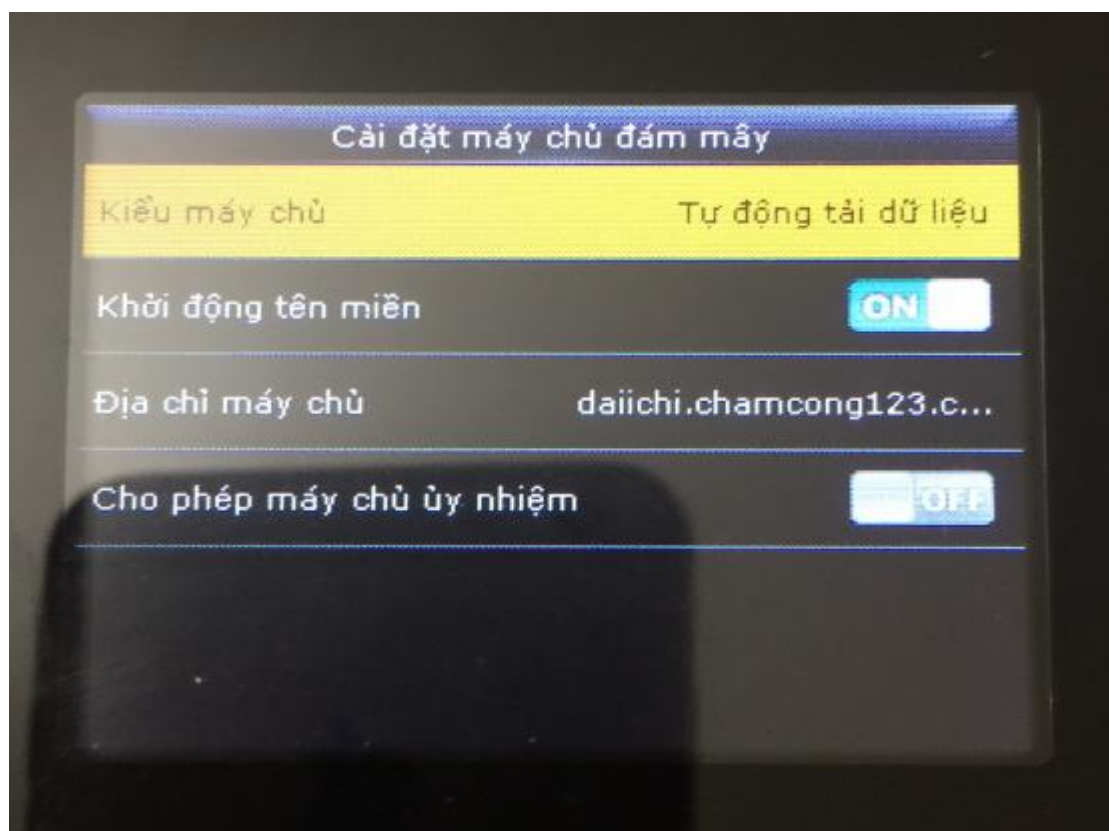 Cài đặt máy chủ đám mây
Kiểu máy chủ Tự động tải dữ liệu
Khởi động tên miền ON
Địa chỉ máy chủ daiichi.chamcong123.c...
Cho phép máy chủ ủy nhiệm OFF